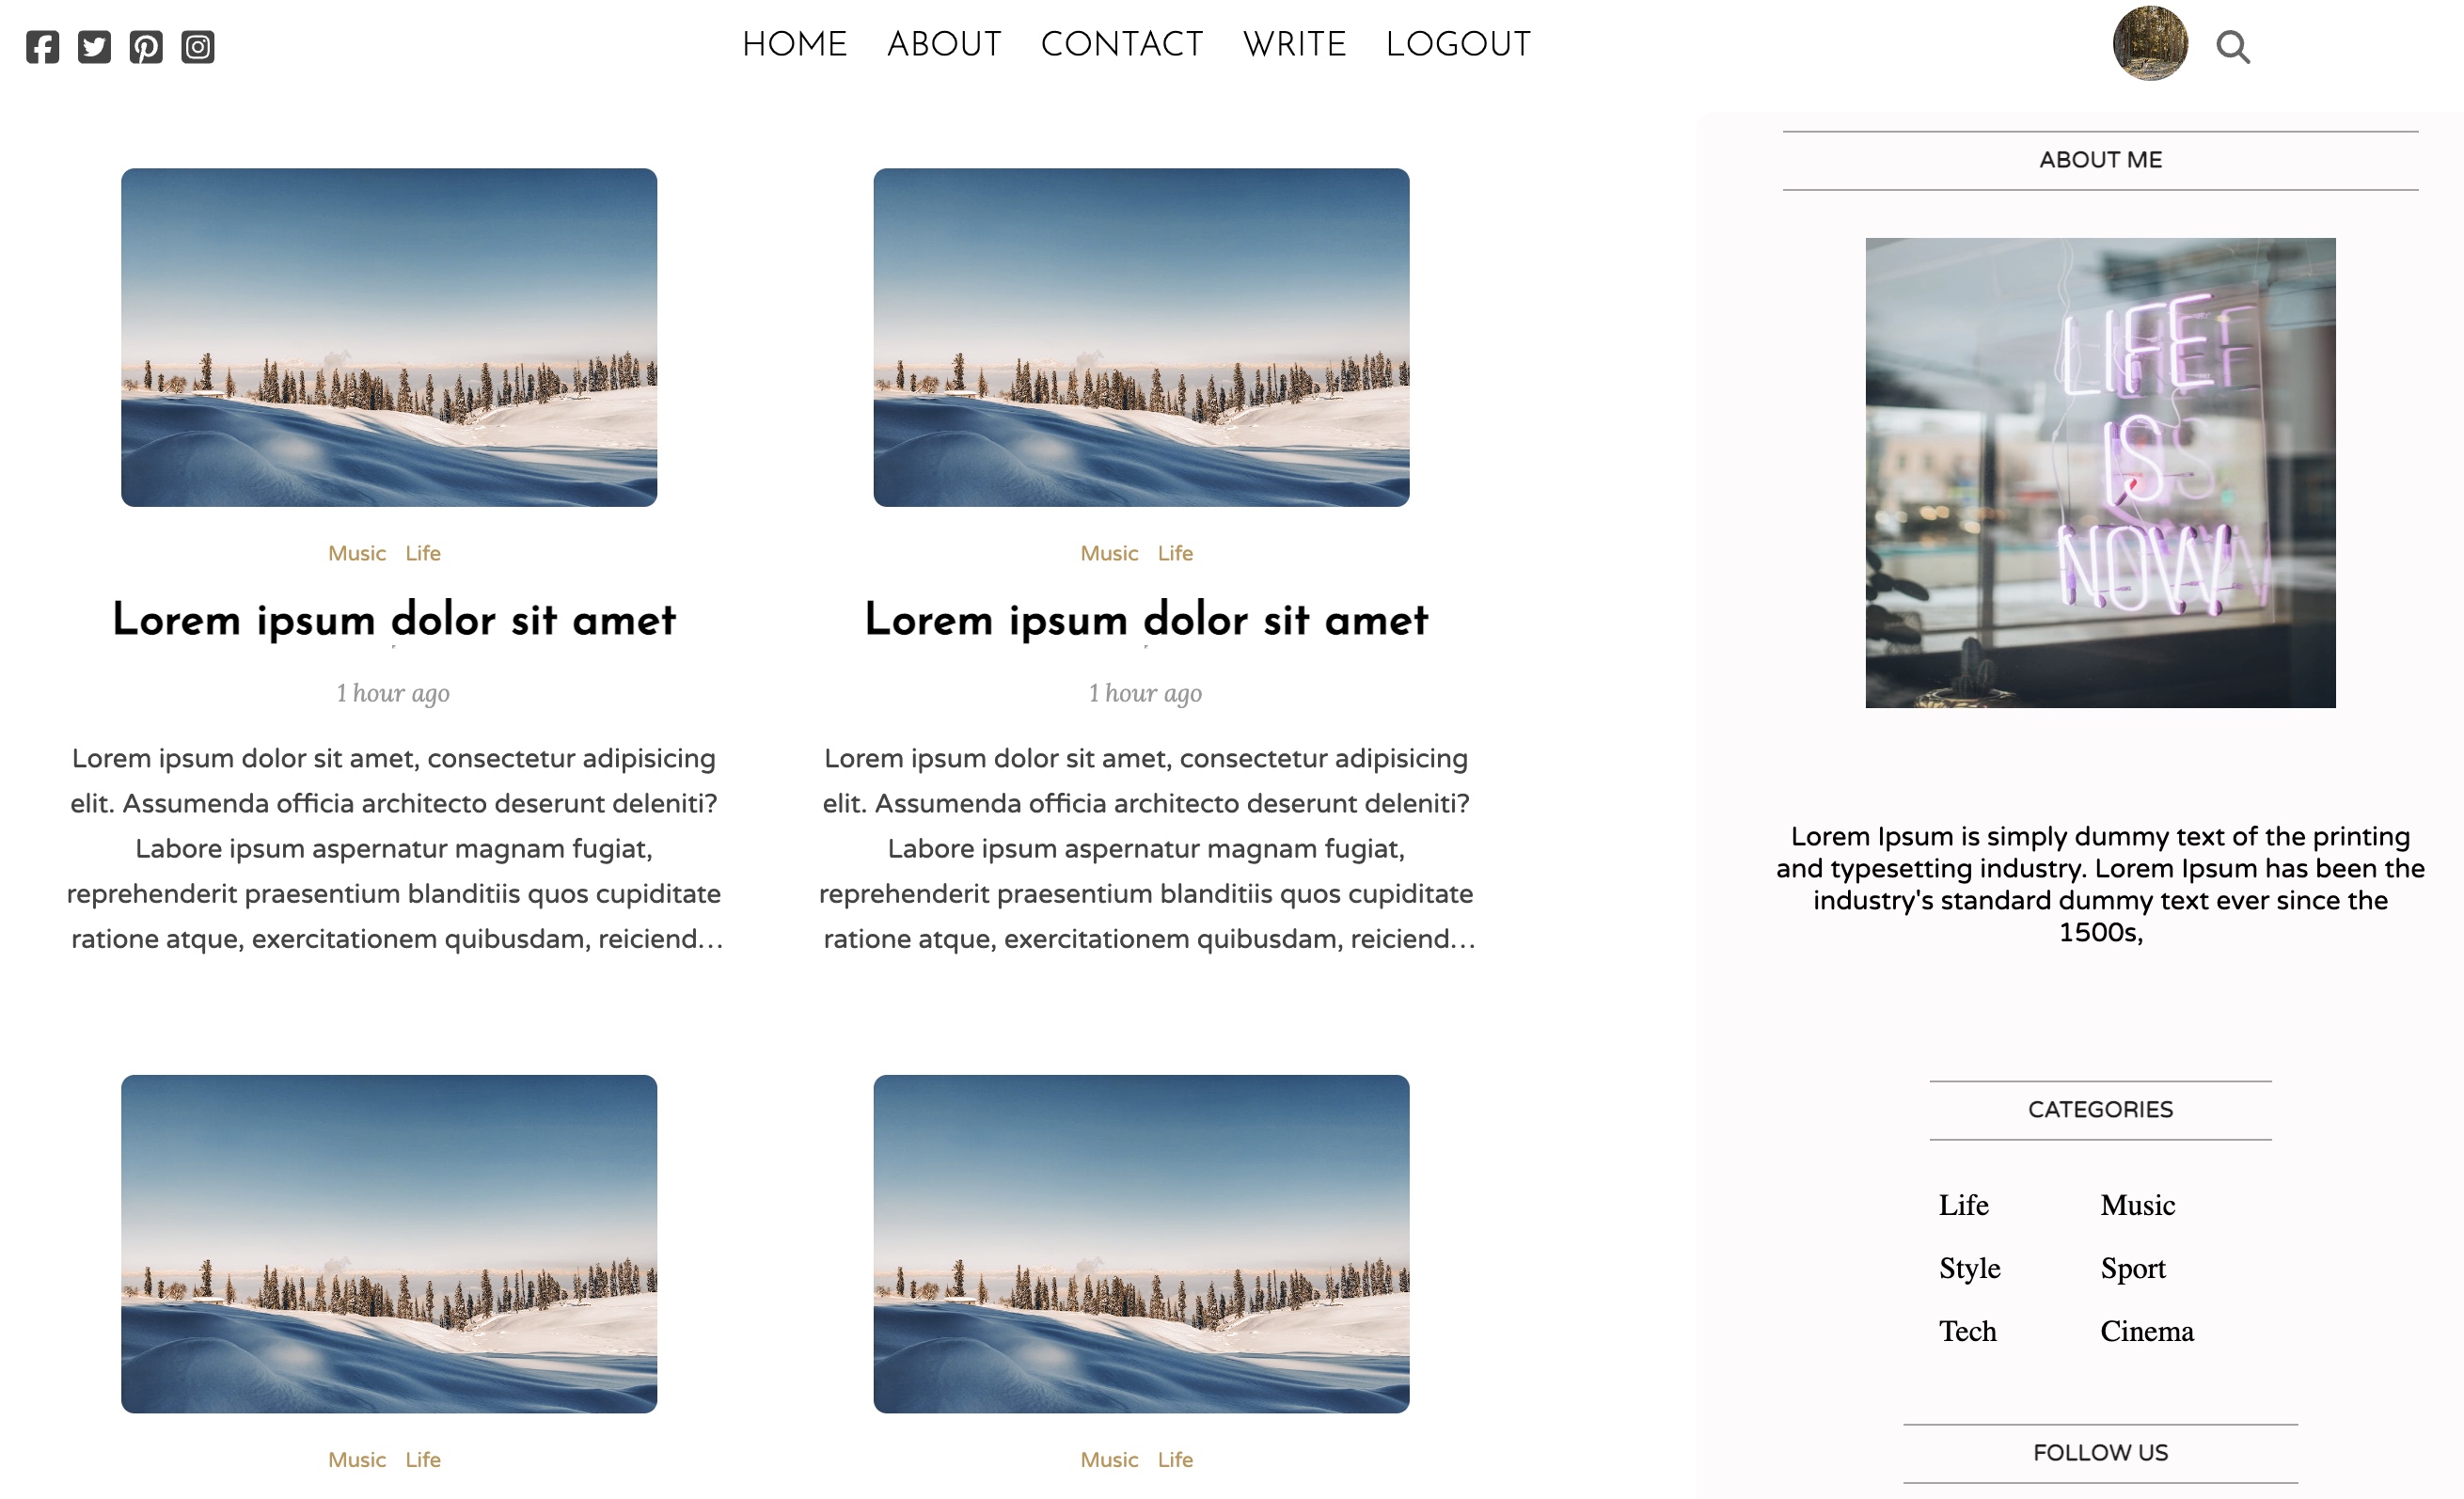 HOME ABOUT CONTACT WRITE LOGOUT
Music Life
Lorem ipsum dolor sit amet
1 hour ago
Lorem ipsum dolor sit amet, consectetur adipisicing
elit. Assumenda officia architecto deserunt deleniti?
Labore ipsum aspernatur magnam fugiat,
reprehenderit praesentium blanditiis quos cupiditate
ratione atque, exercitationem quibusdam, reiciend…
Music Life
Lorem ipsum dolor sit amet
1 hour ago
Lorem ipsum dolor sit amet, consectetur adipisicing
elit. Assumenda officia architecto deserunt deleniti?
Labore ipsum aspernatur magnam fugiat,
reprehenderit praesentium blanditiis quos cupiditate
ratione atque, exercitationem quibusdam, reiciend…
Music Life
Music Life
ABOUT ME
LIFE
IS
NOW
Lorem Ipsum is simply dummy text of the printing
and typesetting industry. Lorem Ipsum has been the
industry's standard dummy text ever since the
1500s,
CATEGORIES
Life Music
Style Sport
Tech Cinema
FOLLOW US